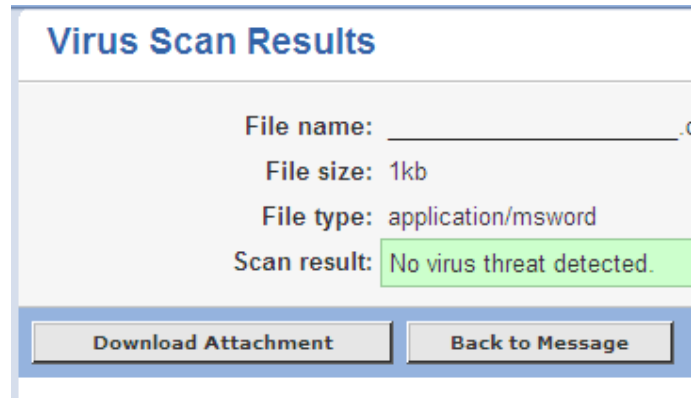 Virus Scan Results
File name: ____________________.c
File size: 1kb
File type: application/msword
Scan result: No virus threat detected.
Download Attachment Back to Message